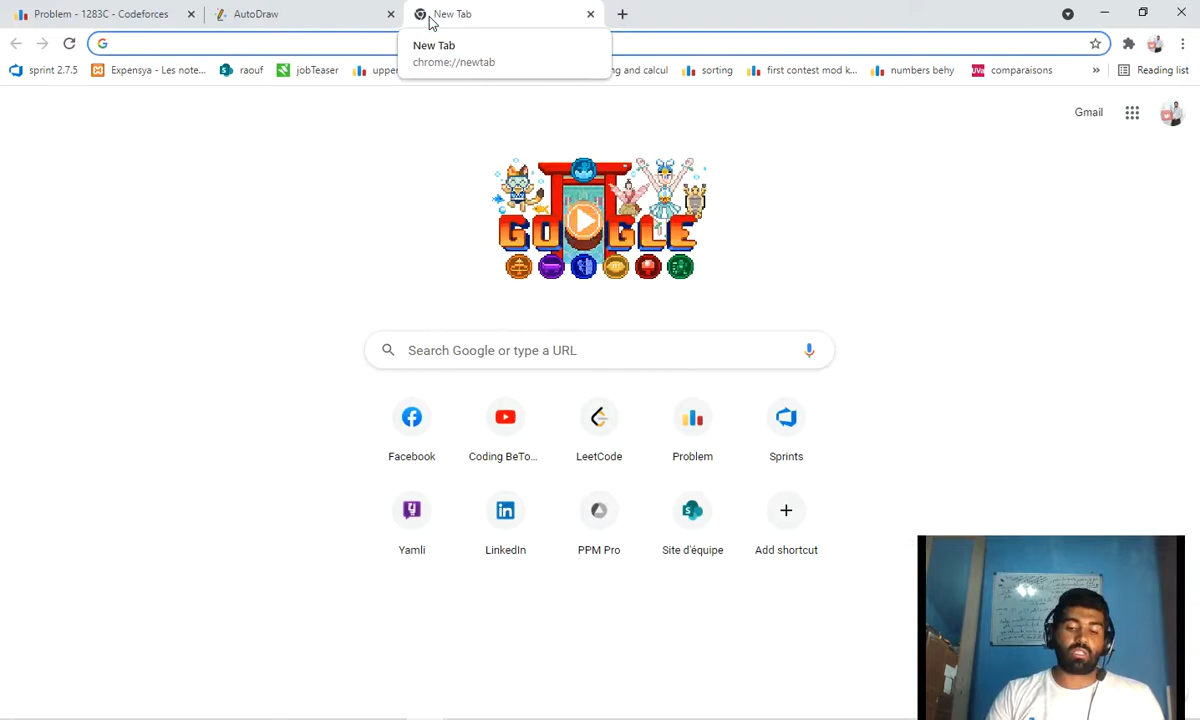 Problem - 1283C - Codeforces
AutoDraw
New Tab
New Tab
chrome://newtab
sprint 2.7.5
Expensya - Les note...
raouf
jobTeaser
upper
ng and calcul
sorting
first contest mod k...
numbers behy
comparaisons
Reading list
Gmail
GOOGLE
Search Google or type a URL
Facebook
Coding BeTo...
LeetCode
Problem
Sprints
Yamli
LinkedIn
PPM Pro
Site d'équipe
Add shortcut